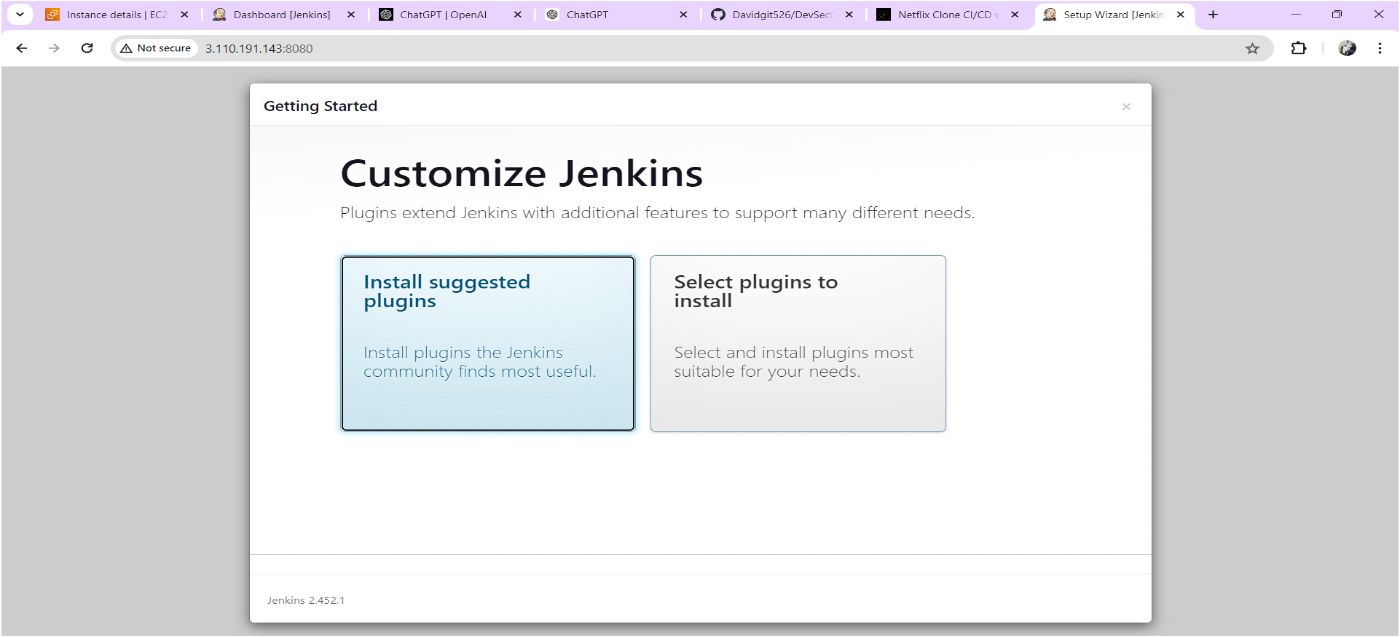 Instance details | EC2
Dashboard [Jenkins]
ChatGPT | OpenAI
ChatGPT
Davidgit526/DevSecO
Netflix Clone CI/CD w
Setup Wizard [Jenkin
Not secure
3.110.191.143:8080
Getting Started
Customize Jenkins
Plugins extend Jenkins with additional features to support many different needs.
Install suggested
plugins
Install plugins the Jenkins
community finds most useful.
Select plugins to
install
Select and install plugins most
suitable for your needs.
Jenkins 2.452.1